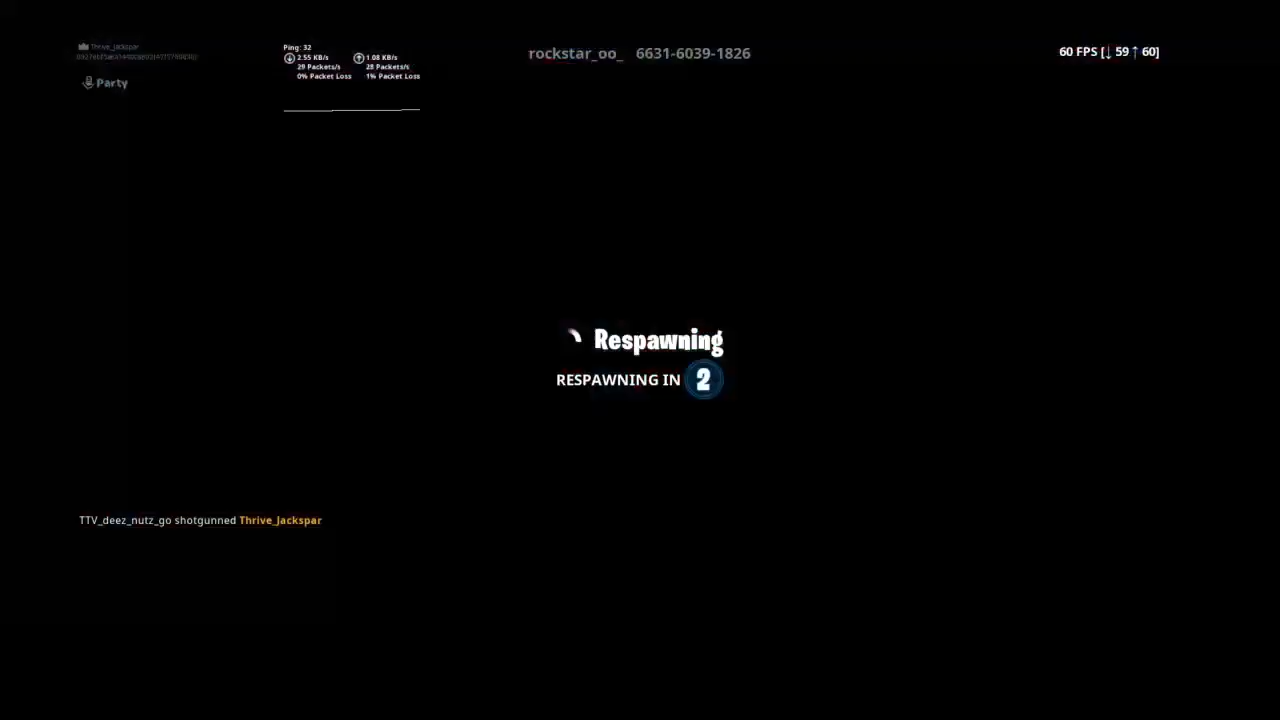 Thrive_Jackspar
Party
Ping: 32
2.55 KB/s 1.08 KB/s
29 Packets/s 28 Packets/s
0% Packet Loss 1% Packet Loss
rockstar_oo_ 6631-6039-1826
60 FPS [↓ 59 ↑ 60]
Respawning
RESPAWNING IN 2
TTV_deez_nutz_go shotgunned Thrive_Jackspar